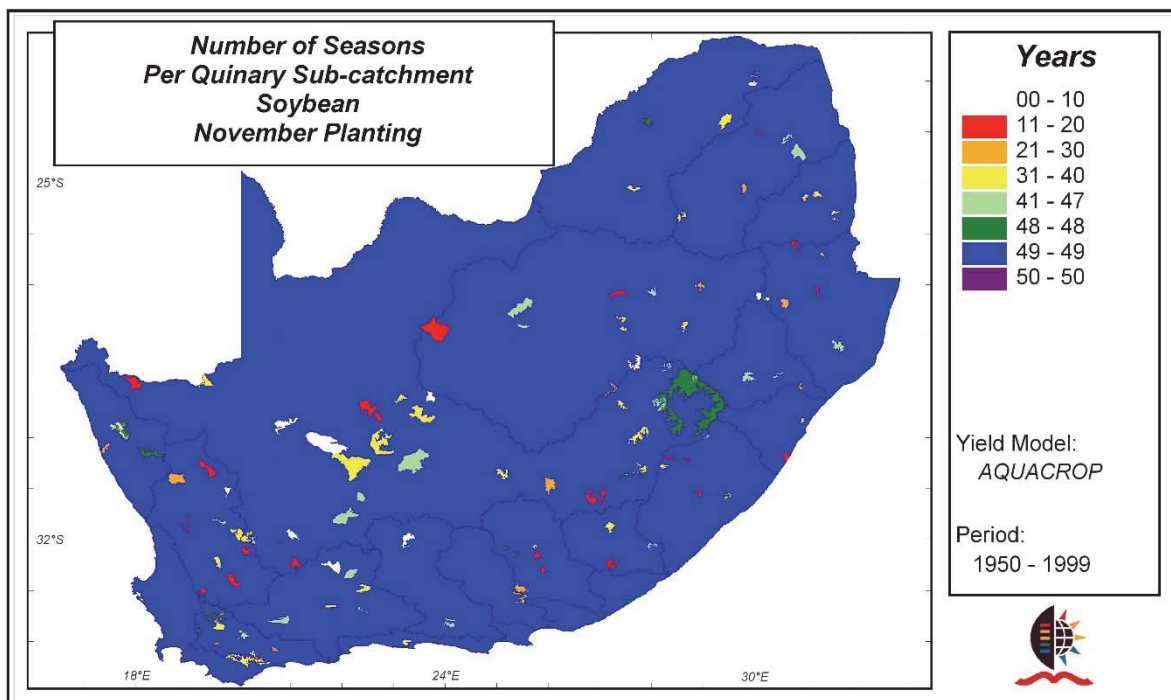 Number of Seasons
Per Quinary Sub-catchment
Soybean
November Planting
25°S
32°S
18°E
24°E
30°E
Years
00 - 10
11 - 20
21 - 30
31 - 40
41 - 47
48 - 48
49 - 49
50 - 50
Yield Model:
AQUACROP
Period:
1950 - 1999